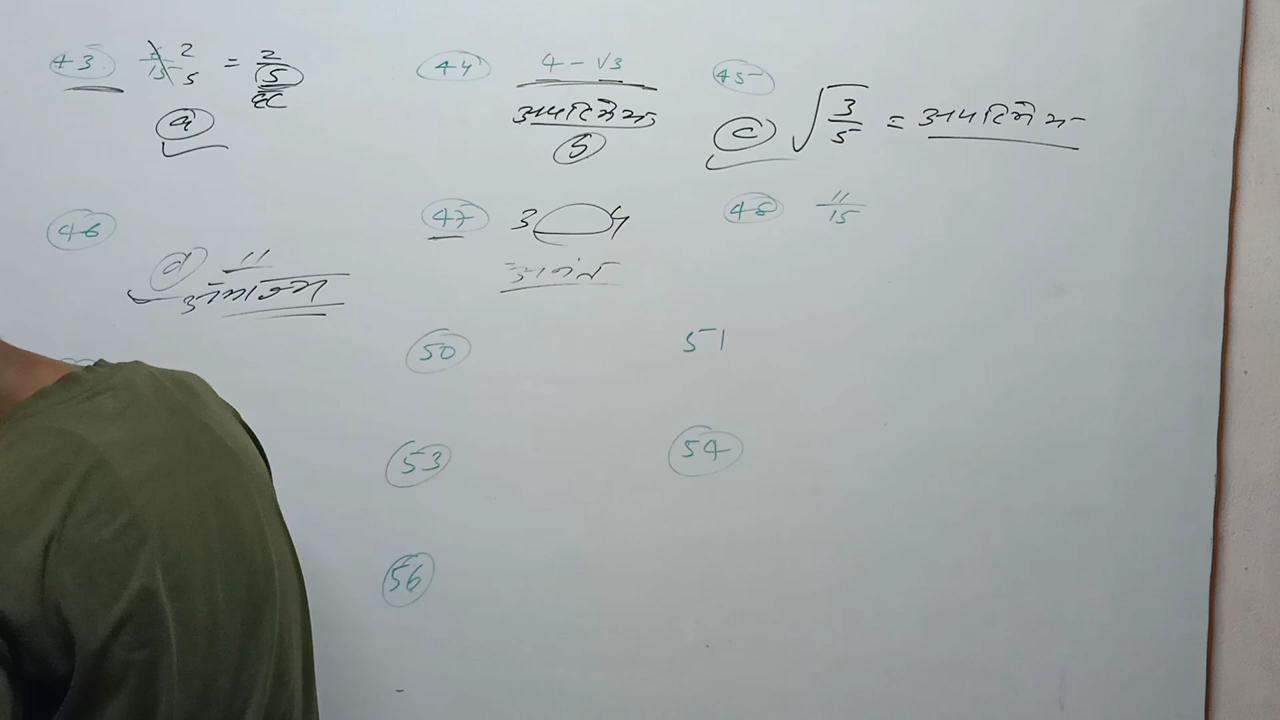 43 2 = 2
15 5 5
a
44 4 - √3
अपरिमेय
45
c √3/5 = अपरिमेय
46
d 11
47 3 4
अनंत
48 11/15
50
51
53
54
56